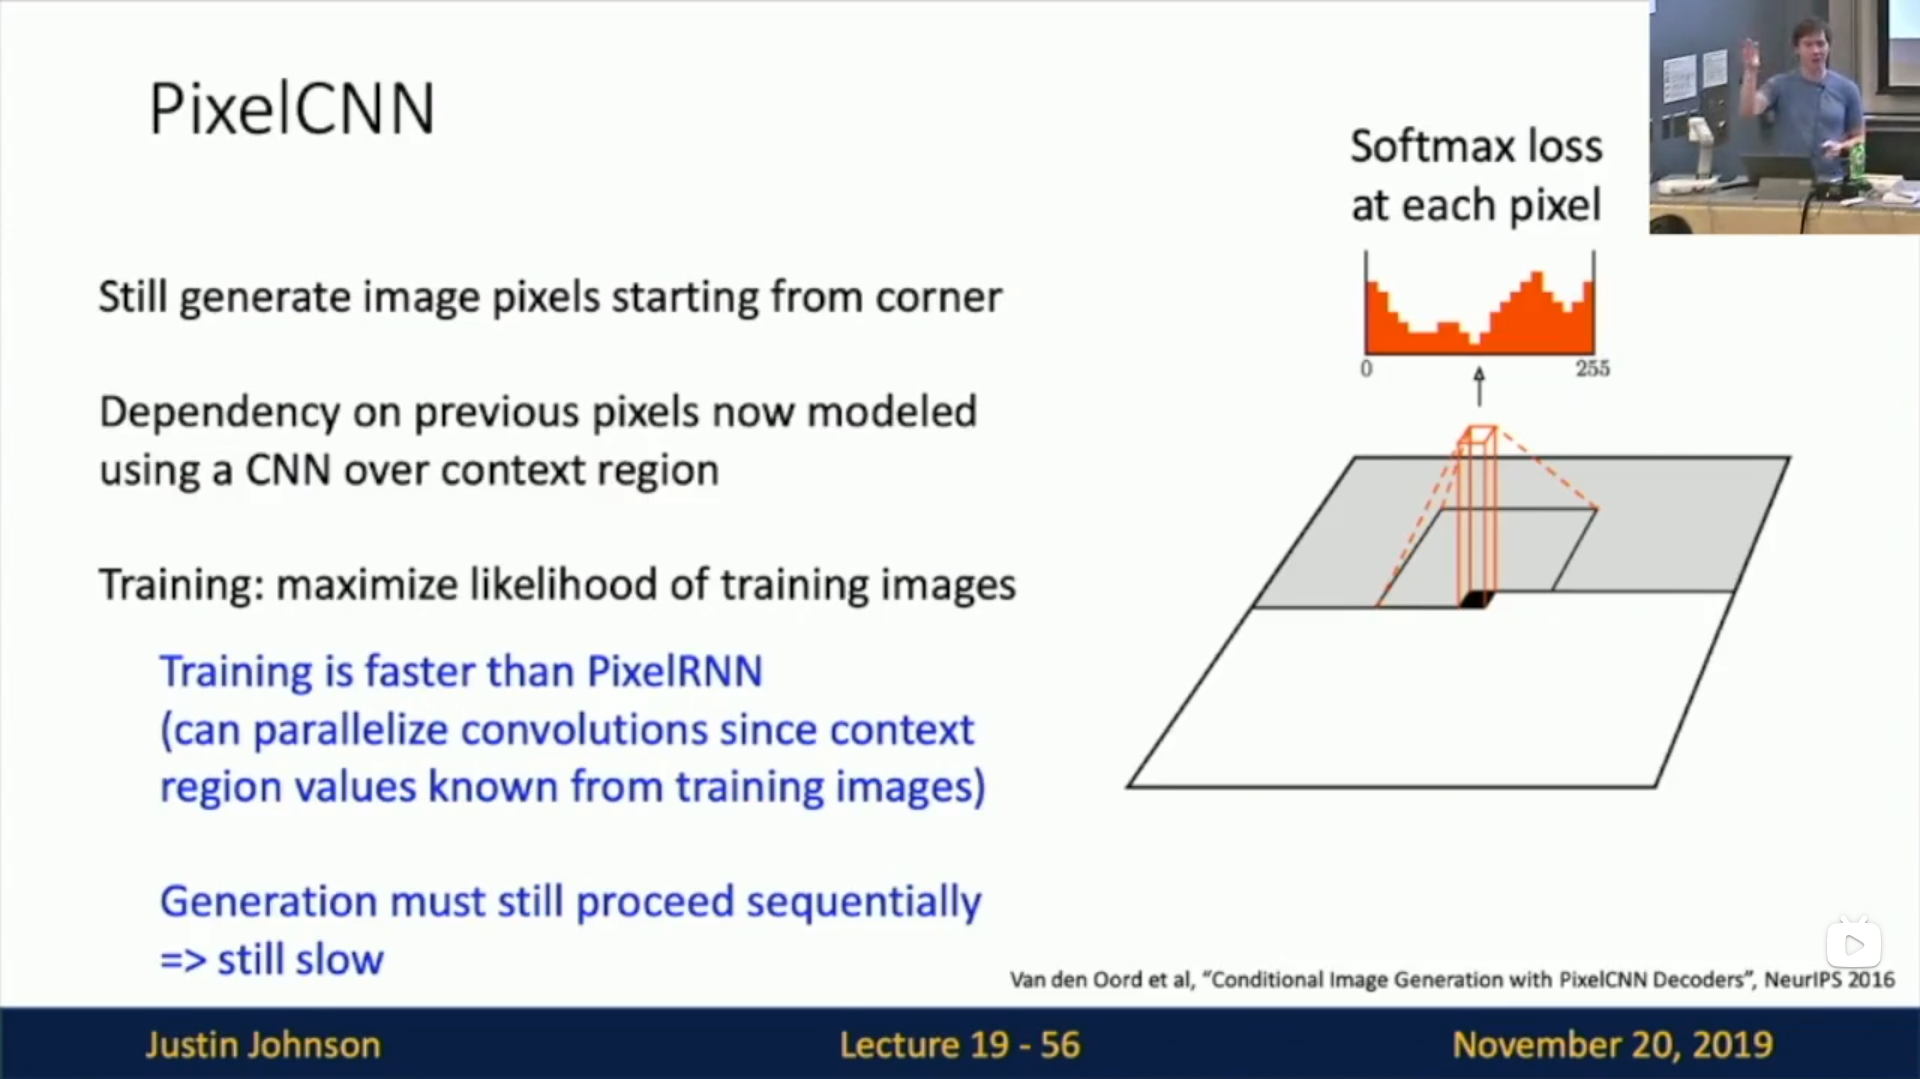 PixelCNN
Softmax loss
at each pixel
0
255
Still generate image pixels starting from corner
Dependency on previous pixels now modeled
using a CNN over context region
Training: maximize likelihood of training images
Training is faster than PixelRNN
(can parallelize convolutions since context
region values known from training images)
Generation must still proceed sequentially
=> still slow
Van den Oord et al, “Conditional Image Generation with PixelCNN Decoders”, NeurIPS 2016
Justin Johnson
Lecture 19 - 56
November 20, 2019